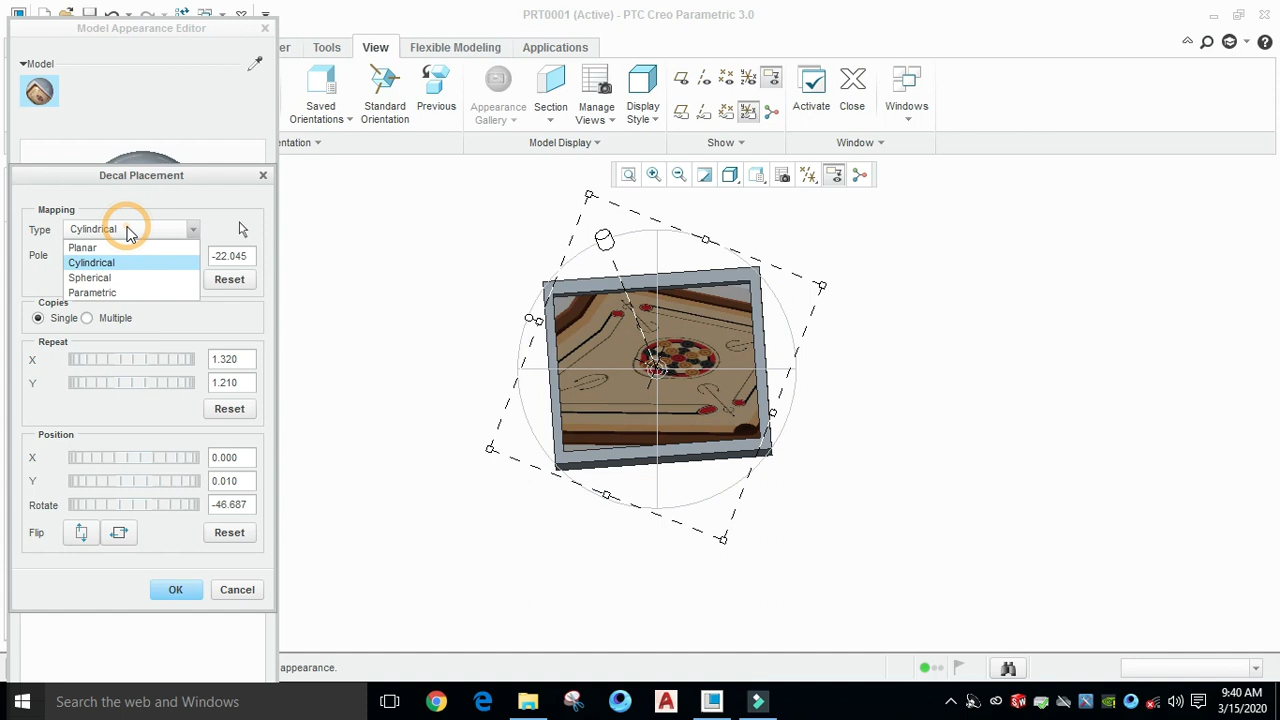 PRT0001 (Active) - PTC Creo Parametric 3.0
Model Appearance Editor
Tools
View
Flexible Modeling
Applications
Model
Saved Orientations
Standard Orientation
Previous
Appearance Gallery
Section
Manage Views
Display Style
Activate
Close
Windows
Model Display
Show
Window
Decal Placement
Mapping
Type
Cylindrical
Planar
Cylindrical
Spherical
Parametric
Pole
-22.045
Reset
Copies
Single
Multiple
Repeat
X
1.320
Y
1.210
Reset
Position
X
0.000
Y
0.010
Rotate
-46.687
Flip
Reset
OK
Cancel
appearance.
Search the web and Windows
9:40 AM
3/15/2020